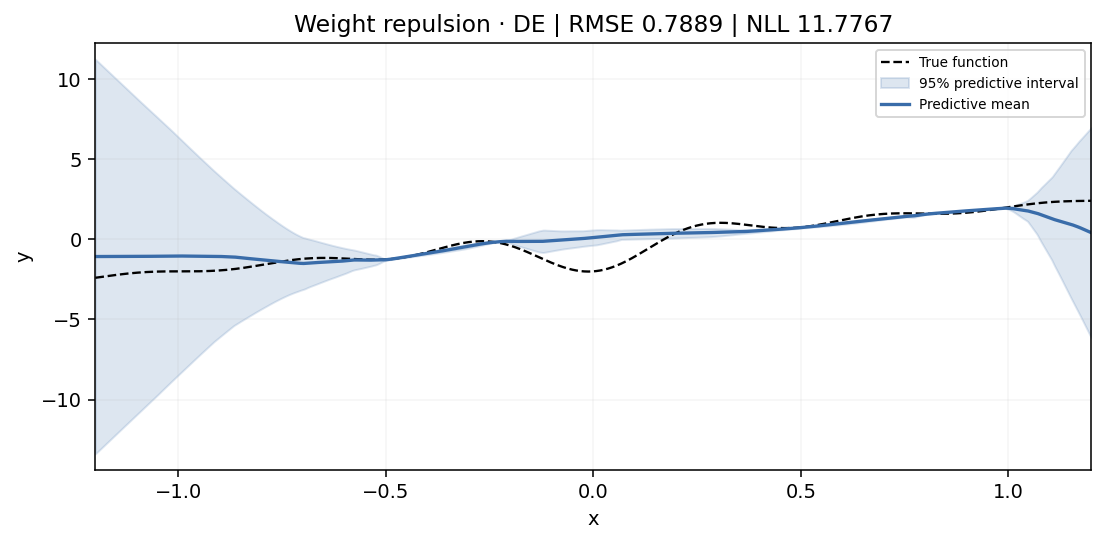 Weight repulsion · DE | RMSE 0.7889 | NLL 11.7767
True function
95% predictive interval
Predictive mean
y
10
5
0
−5
−10
−1.0
−0.5
0.0
0.5
1.0
x